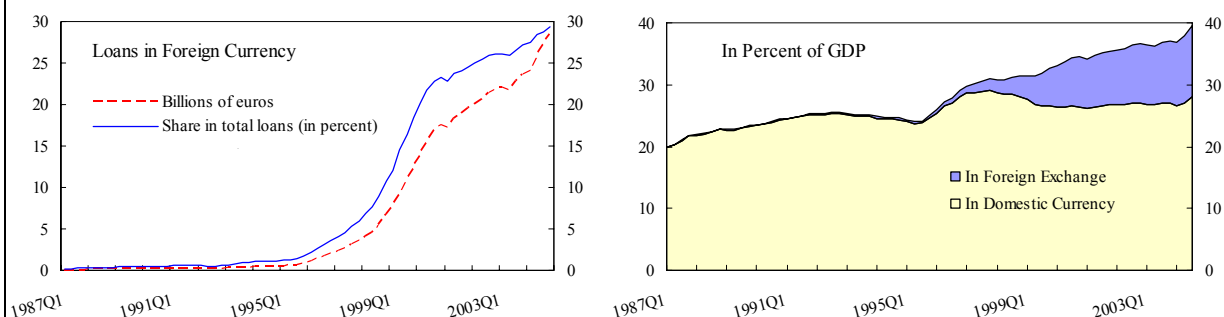 Loans in Foreign Currency
Billions of euros
Share in total loans (in percent)
30
25
20
15
10
5
0
30
25
20
15
10
5
0
1987Q1
1991Q1
1995Q1
1999Q1
2003Q1
In Percent of GDP
In Foreign Exchange
In Domestic Currency
40
30
20
10
0
40
30
20
10
0
1987Q1
1991Q1
1995Q1
1999Q1
2003Q1